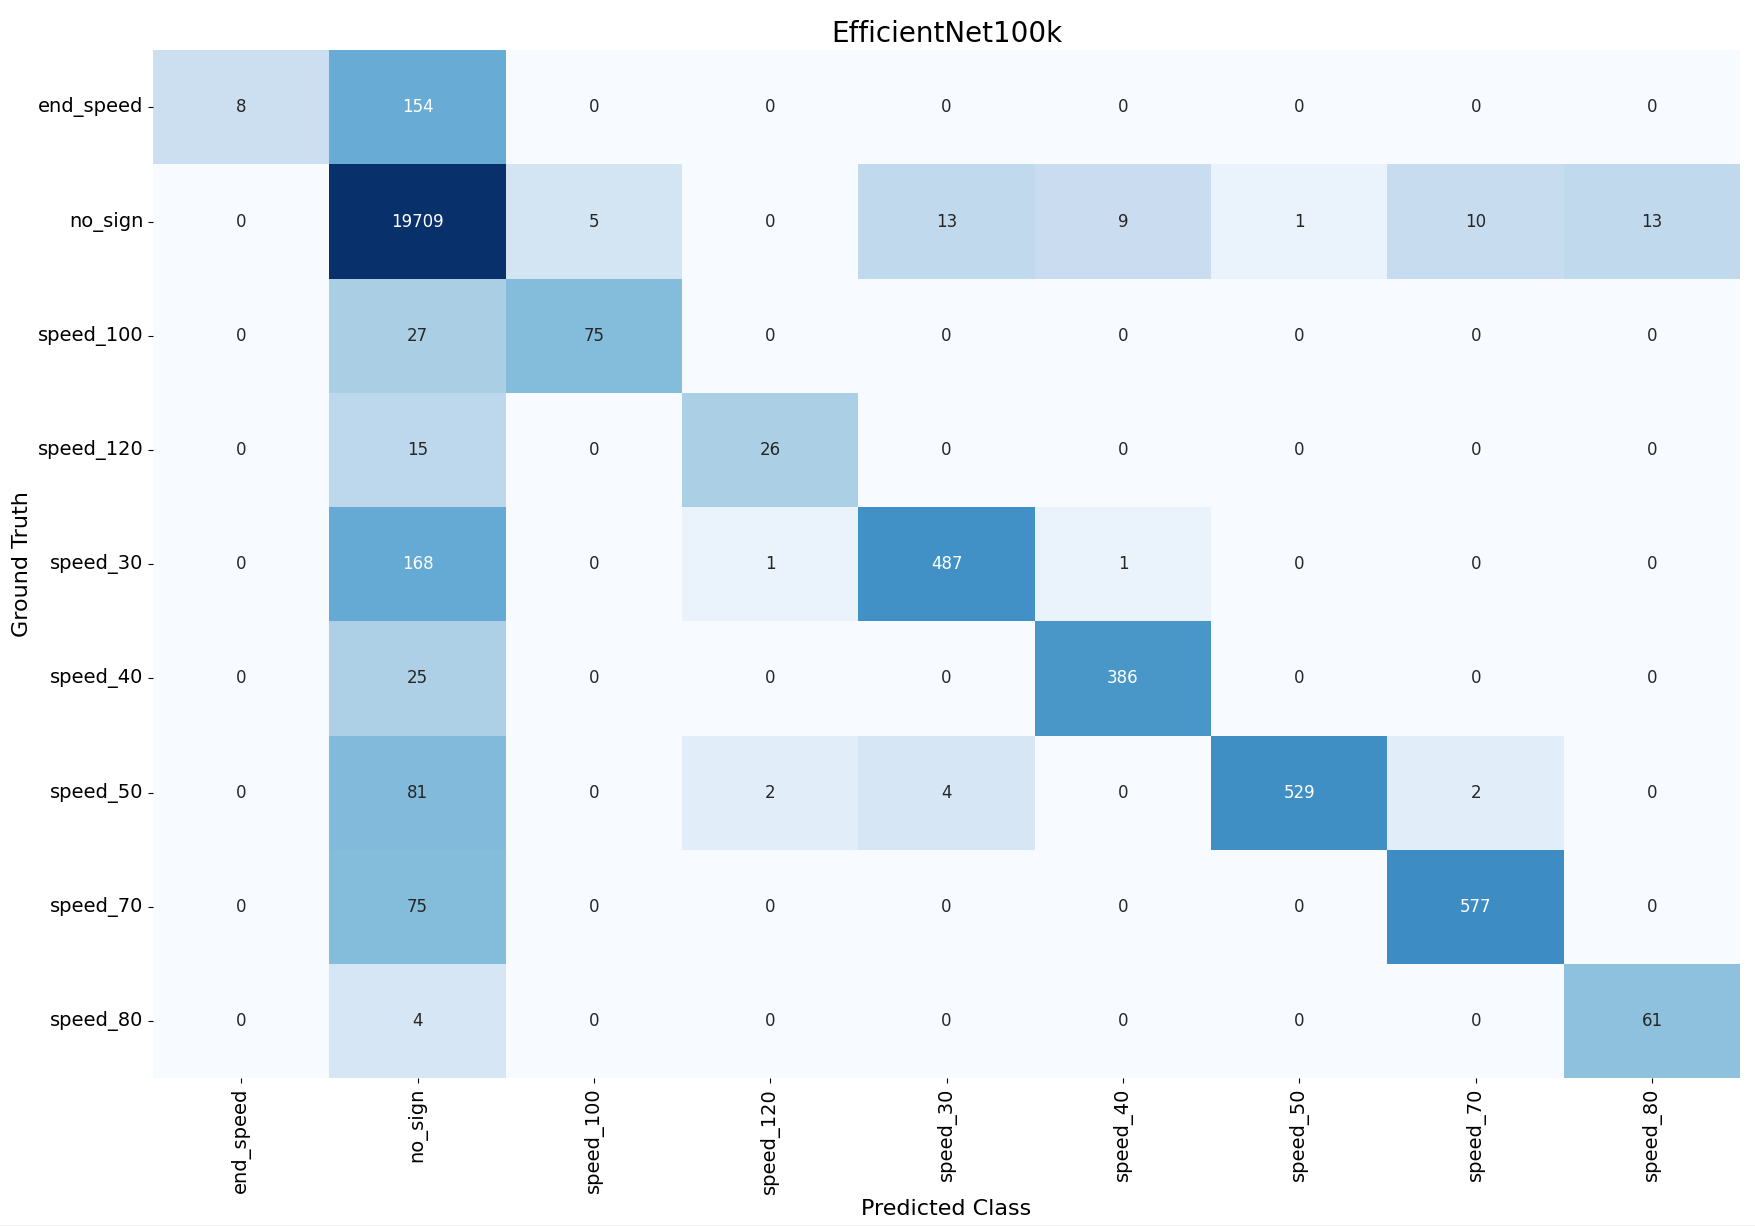 EfficientNet100k
end_speed 8 154 0 0 0 0 0 0 0
no_sign 0 19709 5 0 13 9 1 10 13
speed_100 0 27 75 0 0 0 0 0 0
speed_120 0 15 0 26 0 0 0 0 0
speed_30 0 168 0 1 487 1 0 0 0
speed_40 0 25 0 0 0 386 0 0 0
speed_50 0 81 0 2 4 0 529 2 0
speed_70 0 75 0 0 0 0 0 577 0
speed_80 0 4 0 0 0 0 0 0 61
Ground Truth
end_speed no_sign speed_100 speed_120 speed_30 speed_40 speed_50 speed_70 speed_80
Predicted Class